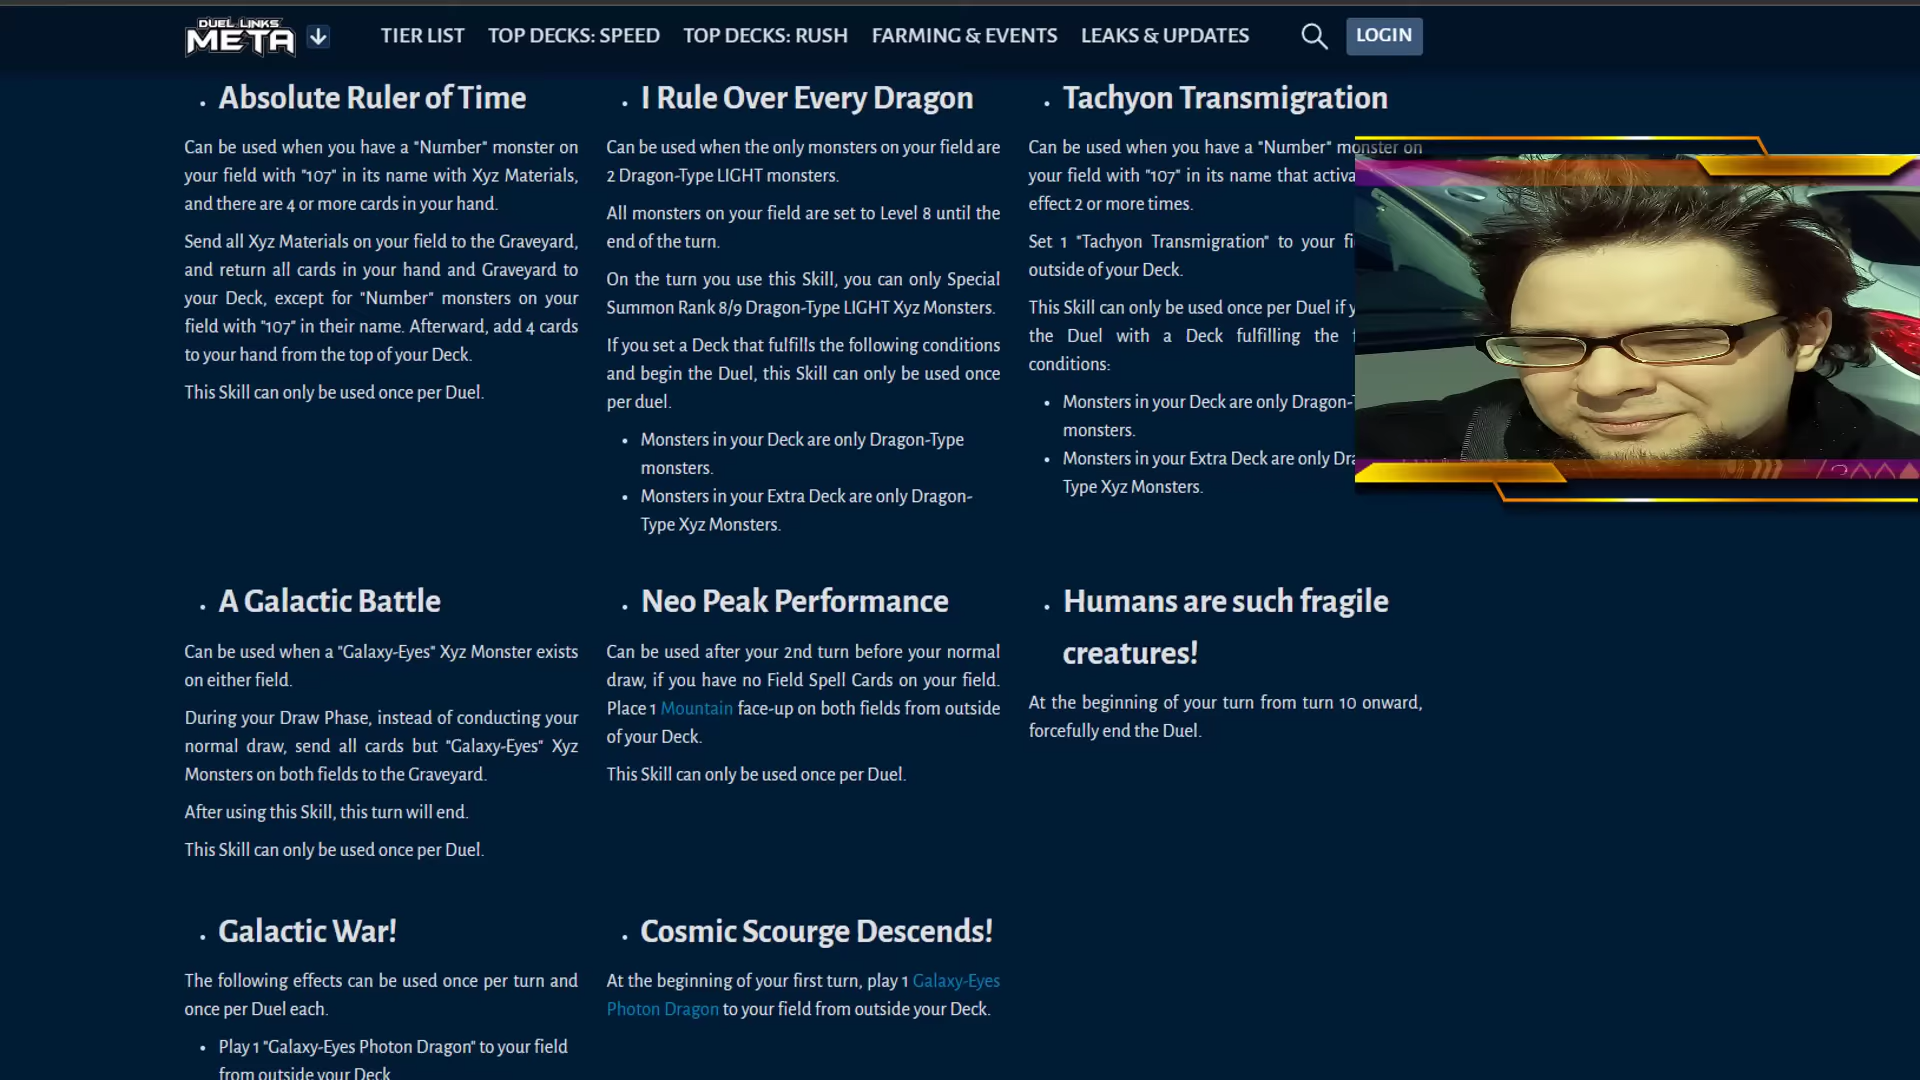 DUEL LINKS
META
TIER LIST
TOP DECKS: SPEED
TOP DECKS: RUSH
FARMING & EVENTS
LEAKS & UPDATES
LOGIN
• Absolute Ruler of Time
Can be used when you have a "Number" monster on
your field with "107" in its name with Xyz Materials,
and there are 4 or more cards in your hand.
Send all Xyz Materials on your field to the Graveyard,
and return all cards in your hand and Graveyard to
your Deck, except for "Number" monsters on your
field with "107" in their name. Afterward, add 4 cards
to your hand from the top of your Deck.
This Skill can only be used once per Duel.
• I Rule Over Every Dragon
Can be used when the only monsters on your field are
2 Dragon-Type LIGHT monsters.
All monsters on your field are set to Level 8 until the
end of the turn.
On the turn you use this Skill, you can only Special
Summon Rank 8/9 Dragon-Type LIGHT Xyz Monsters.
If you set a Deck that fulfills the following conditions
and begin the Duel, this Skill can only be used once
per duel.
• Monsters in your Deck are only Dragon-Type
monsters.
• Monsters in your Extra Deck are only Dragon-
Type Xyz Monsters.
• Tachyon Transmigration
Can be used when you have a "Number" monster on
your field with "107" in its name that
effect 2 or more times.
Set 1 "Tachyon Transmigration" to your
outside of your Deck.
This Skill can only be used once per Duel if
the Duel with a Deck fulfilling the
conditions:
• Monsters in your Deck are only Dragon-
monsters.
• Monsters in your Extra Deck are only
Type Xyz Monsters.
• A Galactic Battle
Can be used when a "Galaxy-Eyes" Xyz Monster exists
on either field.
During your Draw Phase, instead of conducting your
normal draw, send all cards but "Galaxy-Eyes" Xyz
Monsters on both fields to the Graveyard.
After using this Skill, this turn will end.
This Skill can only be used once per Duel.
• Neo Peak Performance
Can be used after your 2nd turn before your normal
draw, if you have no Field Spell Cards on your field.
Place 1 Mountain face-up on both fields from outside
of your Deck.
This Skill can only be used once per Duel.
• Humans are such fragile
creatures!
At the beginning of your turn from turn 10 onward,
forcefully end the Duel.
• Galactic War!
The following effects can be used once per turn and
once per Duel each.
• Play 1 "Galaxy-Eyes Photon Dragon" to your field
from outside your Deck
• Cosmic Scourge Descends!
At the beginning of your first turn, play 1 Galaxy-Eyes
Photon Dragon to your field from outside your Deck.